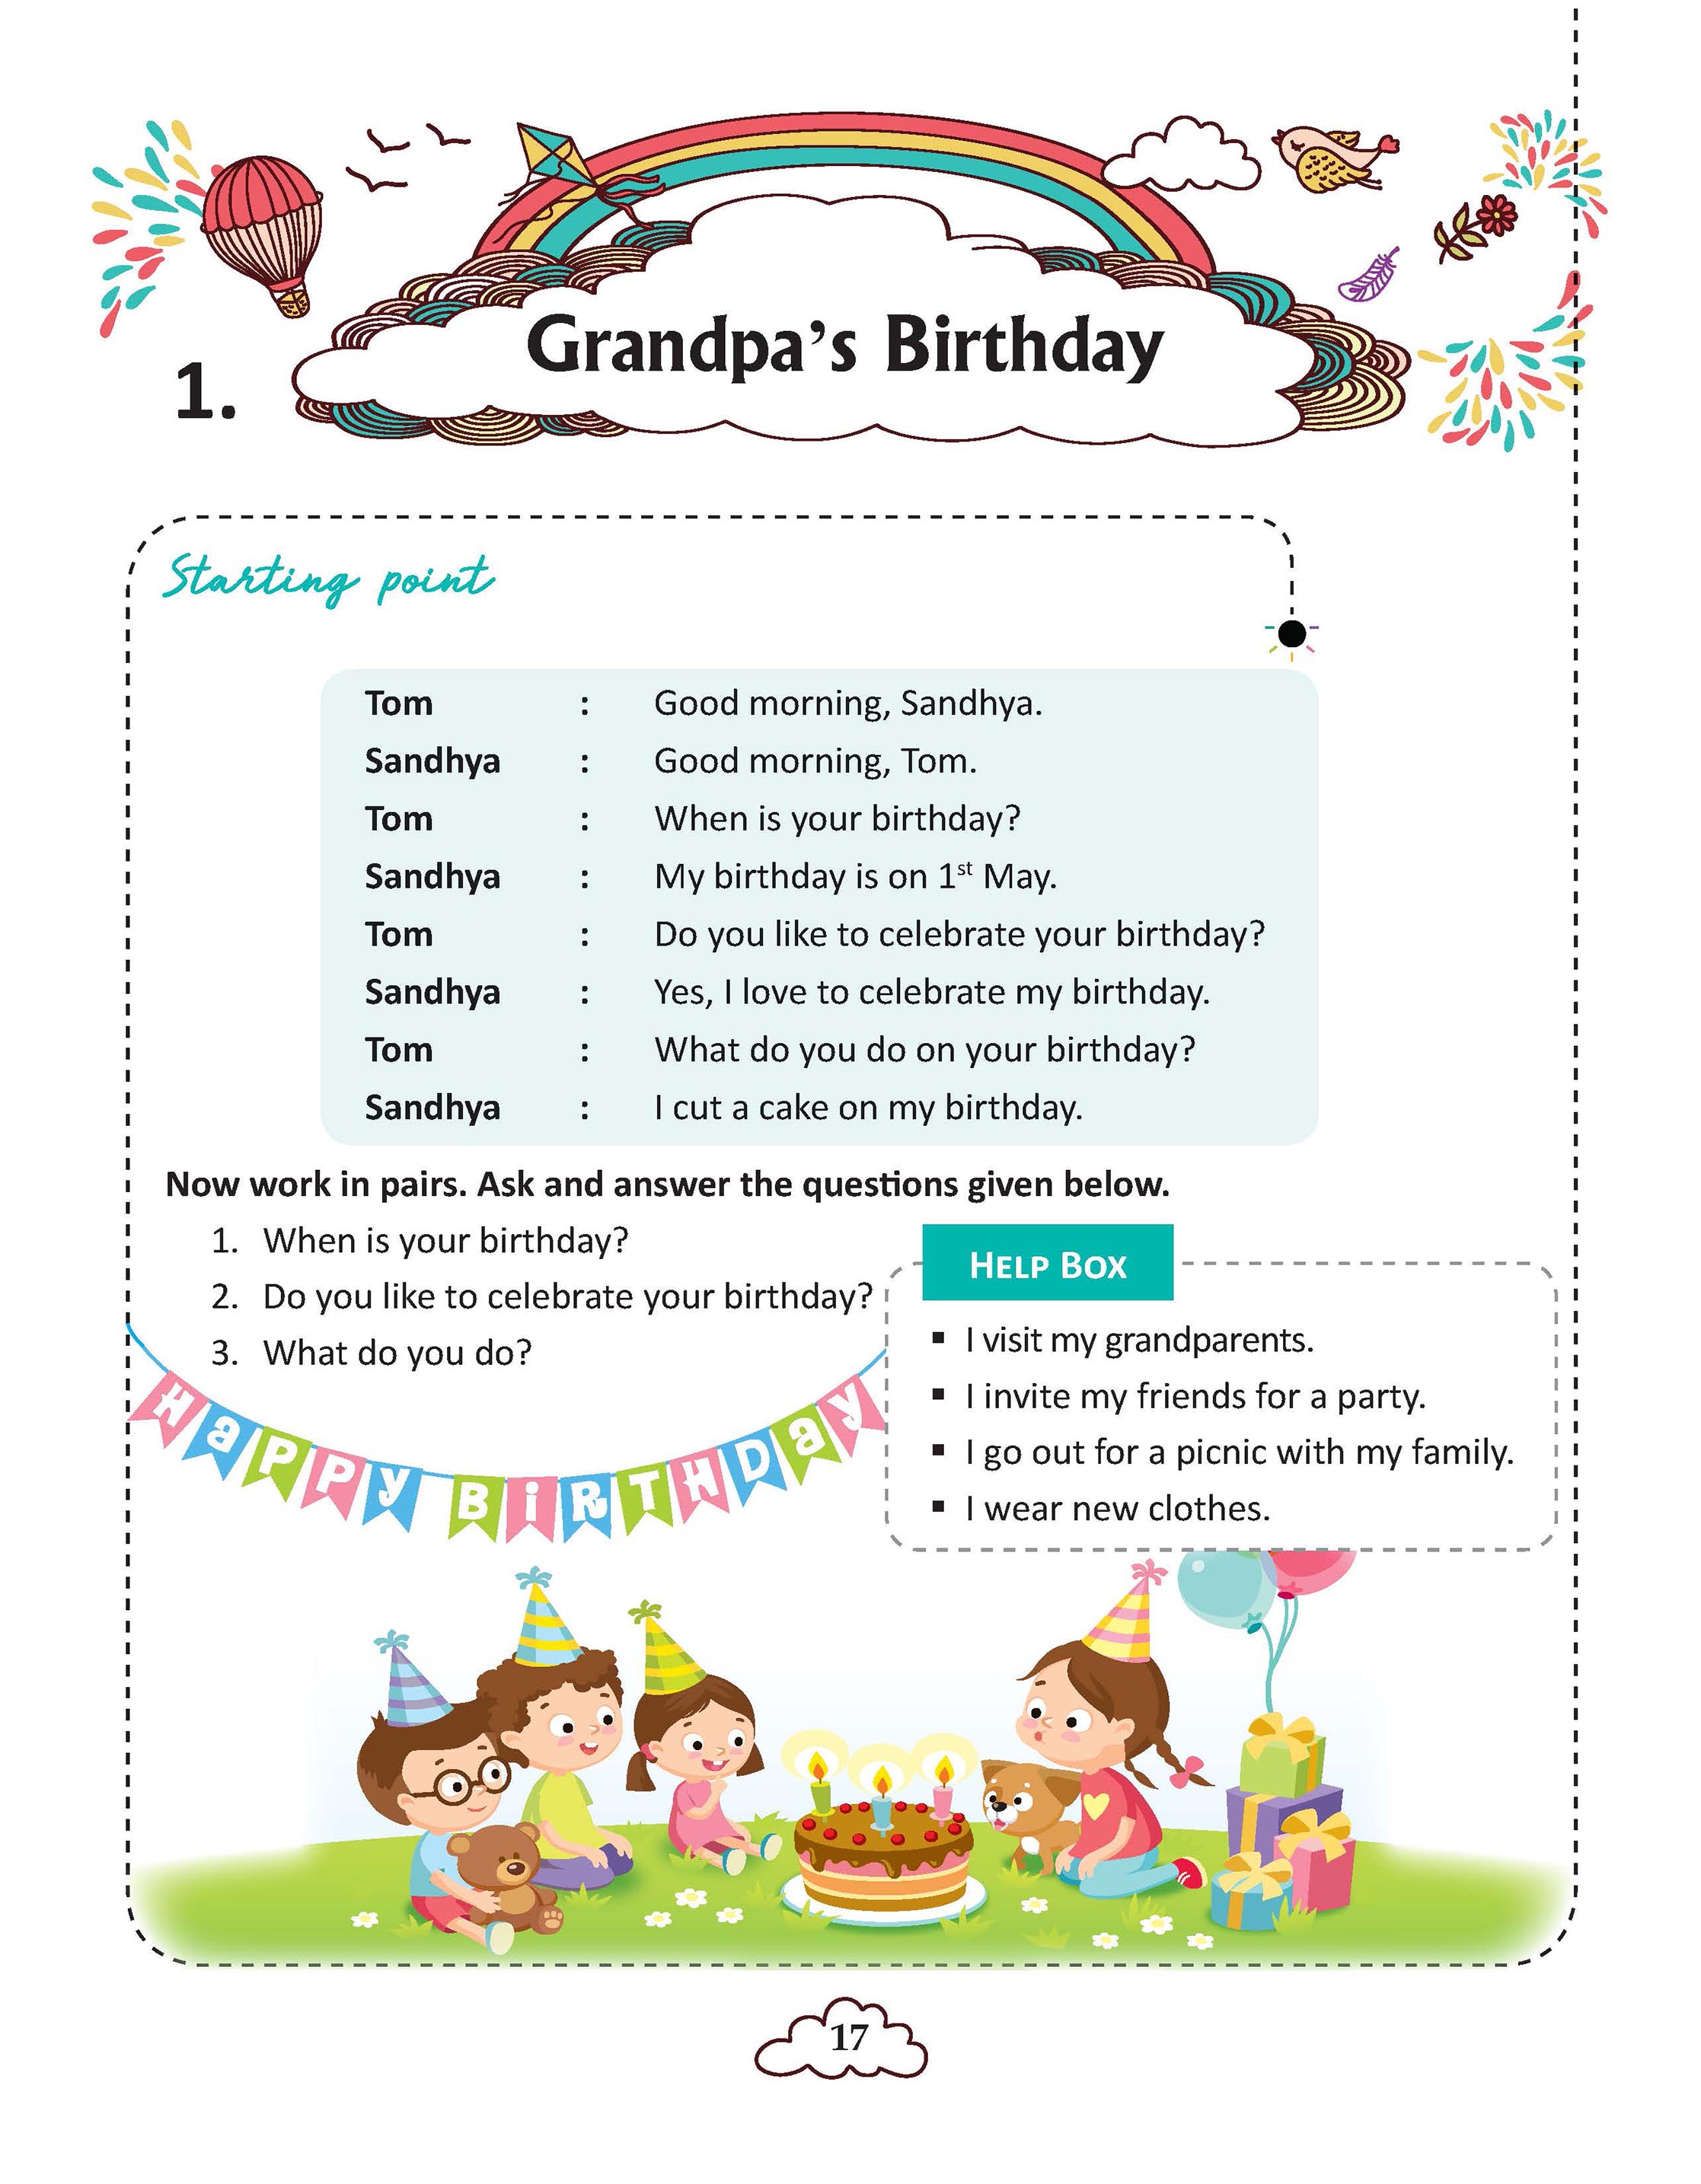 1.
Grandpa's Birthday
Starting point
Tom : Good morning, Sandhya.
Sandhya : Good morning, Tom.
Tom : When is your birthday?
Sandhya : My birthday is on 1st May.
Tom : Do you like to celebrate your birthday?
Sandhya : Yes, I love to celebrate my birthday.
Tom : What do you do on your birthday?
Sandhya : I cut a cake on my birthday.
Now work in pairs. Ask and answer the questions given below.
1. When is your birthday?
2. Do you like to celebrate your birthday?
3. What do you do?
HELP BOX
▪ I visit my grandparents.
▪ I invite my friends for a party.
▪ I go out for a picnic with my family.
▪ I wear new clothes.
HAPPY BiRTHDAY
17